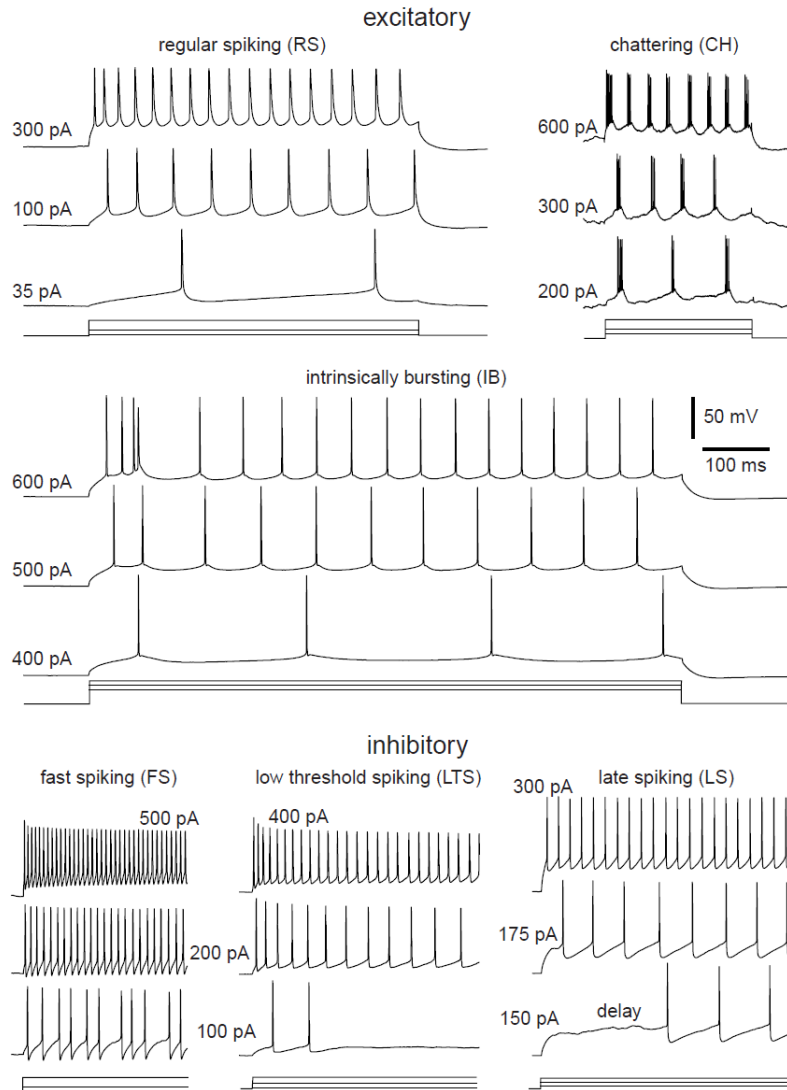 excitatory
regular spiking (RS)
chattering (CH)
300 pA
100 pA
35 pA
600 pA
300 pA
200 pA
intrinsically bursting (IB)
50 mV
100 ms
600 pA
500 pA
400 pA
inhibitory
fast spiking (FS)
low threshold spiking (LTS)
late spiking (LS)
500 pA
200 pA
100 pA
400 pA
300 pA
175 pA
150 pA
delay